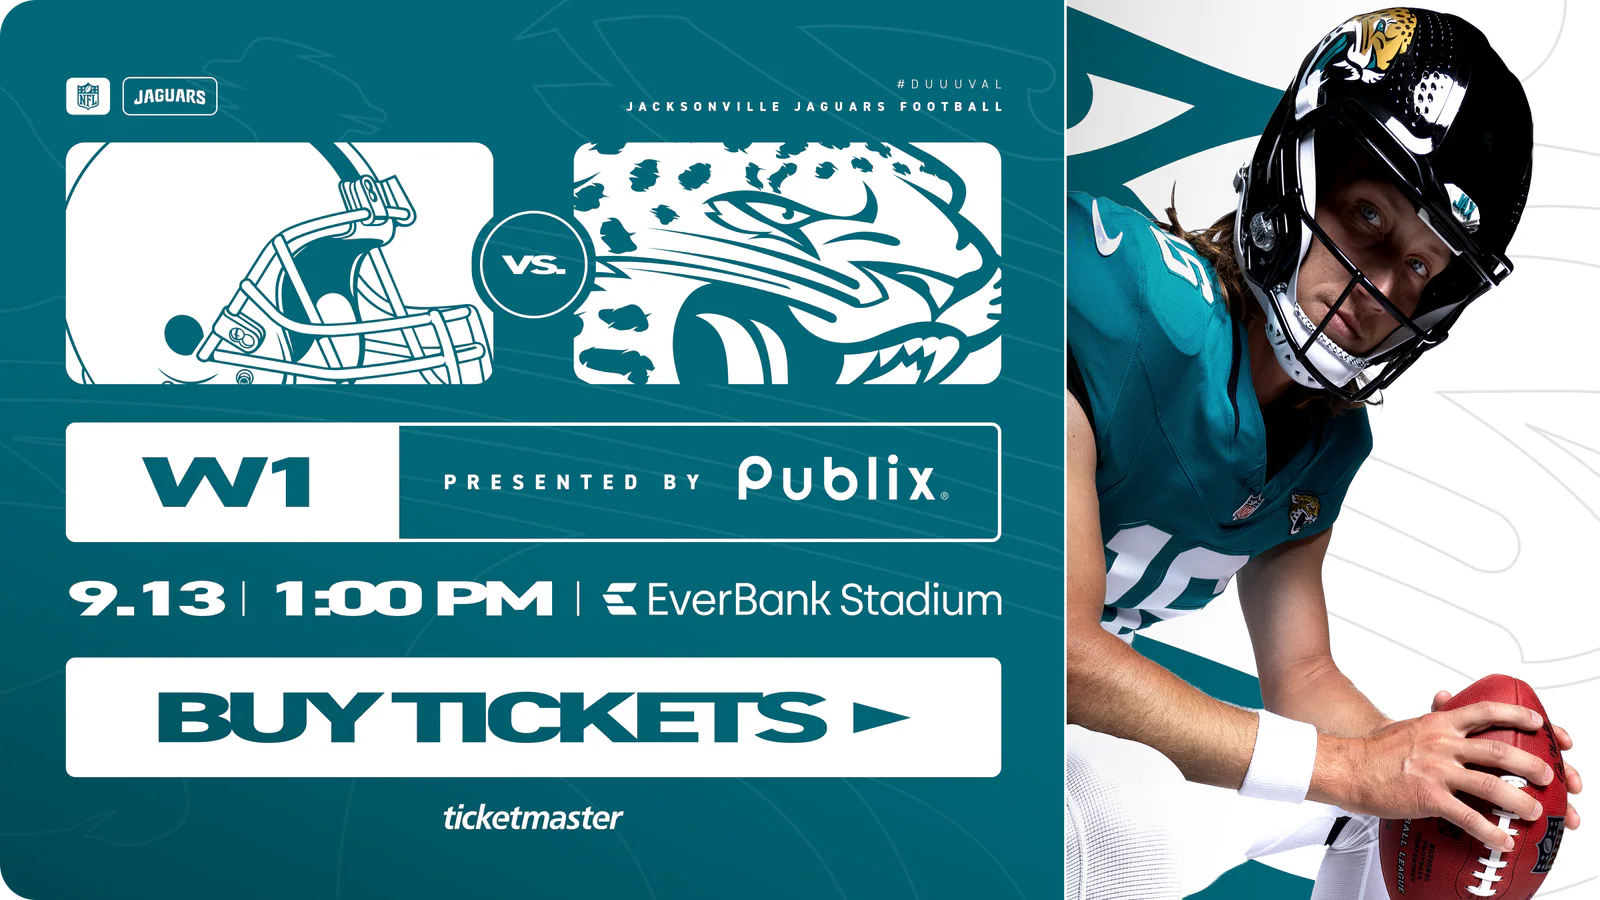 NFL
JAGUARS
#DUUUVAL
JACKSONVILLE JAGUARS FOOTBALL
VS.
W1
PRESENTED BY Publix®
9.13 | 1:00 PM | EverBank Stadium
BUY TICKETS
ticketmaster
16